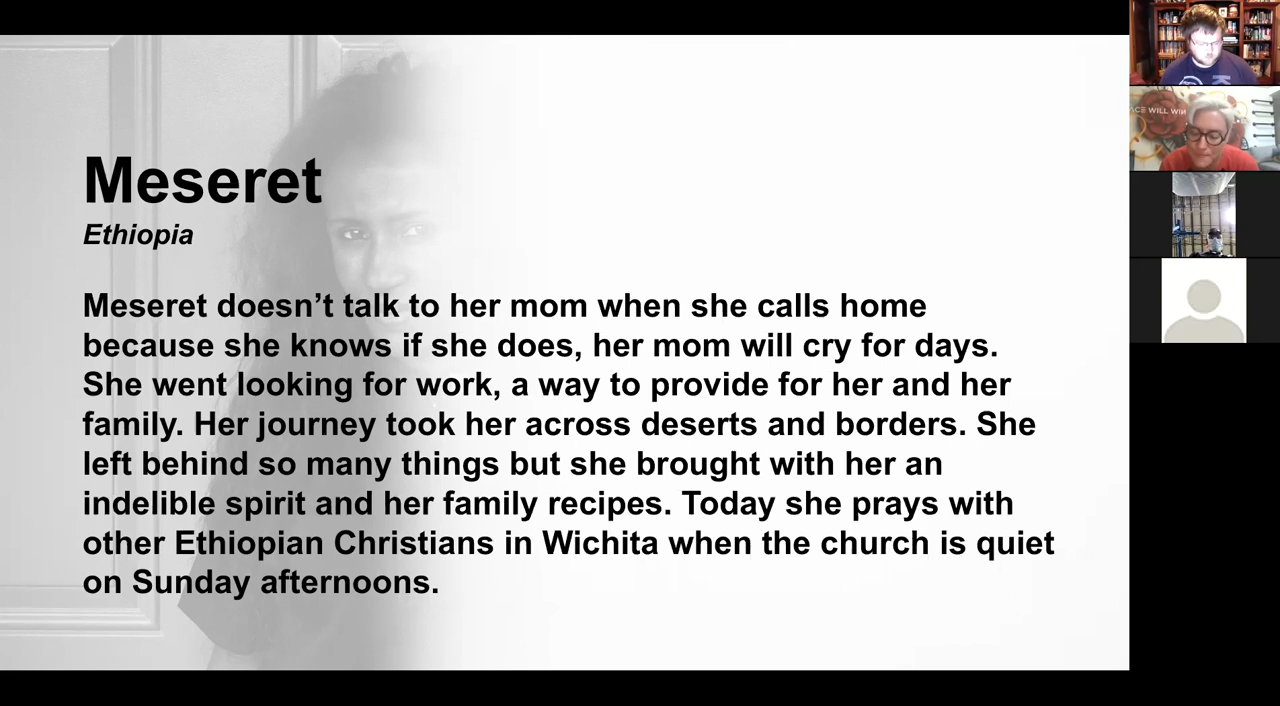 Meseret
Ethiopia
Meseret doesn’t talk to her mom when she calls home
because she knows if she does, her mom will cry for days.
She went looking for work, a way to provide for her and her
family. Her journey took her across deserts and borders. She
left behind so many things but she brought with her an
indelible spirit and her family recipes. Today she prays with
other Ethiopian Christians in Wichita when the church is quiet
on Sunday afternoons.
WILL WIN